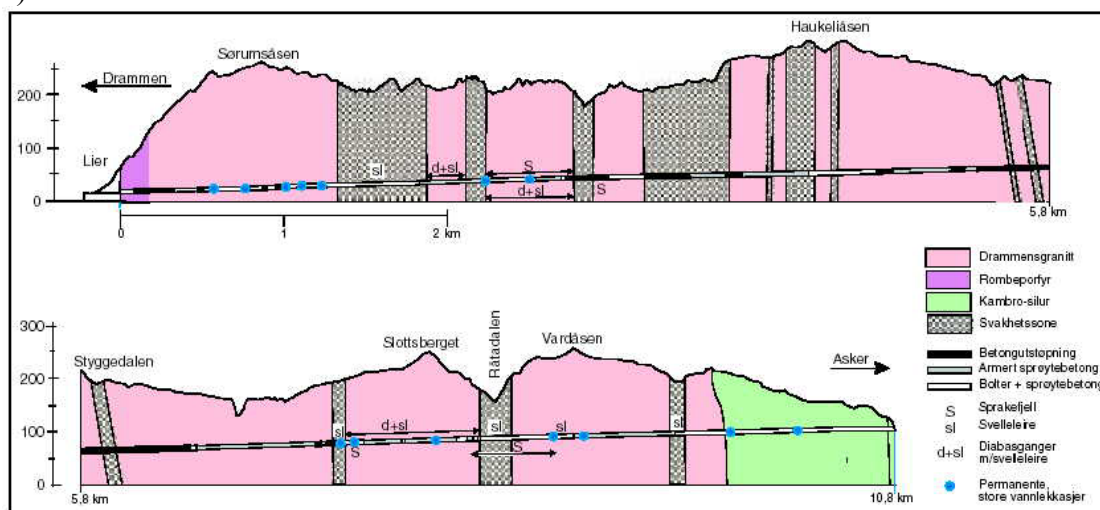 Haukeliåsen
Sørumsåsen
Drammen
200
100
0
Lier
sl
d+sl
S
d+sl
S
5,8 km
0
1
2 km
Drammensgranitt
Rombeporfyr
Kambro-silur
Svakhetssone
Betongutstøpning
Armert sprøytebetong
Bolter + sprøytebetong
S Sprakefjell
sl Svelleleire
d+sl Diabasganger
m/svelleleire
Permanente,
store vannlekkasjer
300
200
100
0
Styggedalen
Slottsberget
Råtadalen
Vardåsen
Asker
sl
d+sl
S
sl
sl
S
sl
5,8 km
10,8 km